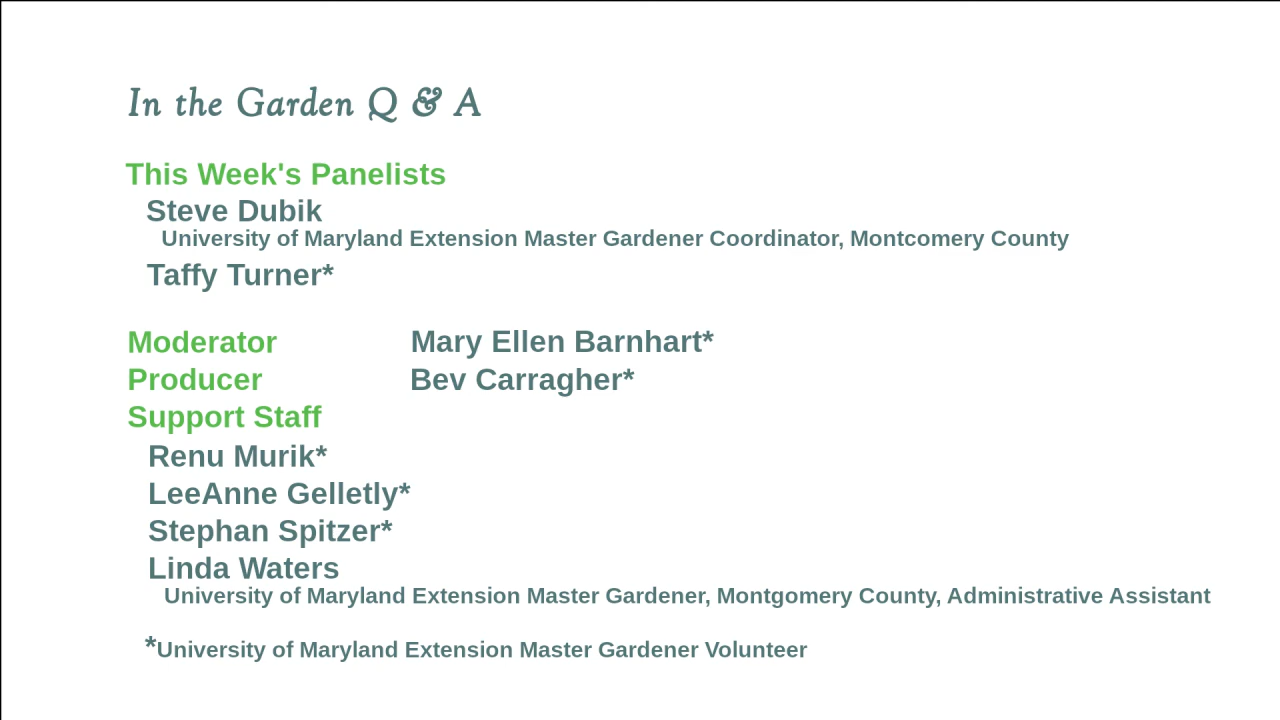 In the Garden Q & A
This Week's Panelists
Steve Dubik
University of Maryland Extension Master Gardener Coordinator, Montcomery County
Taffy Turner*
Moderator Mary Ellen Barnhart*
Producer Bev Carragher*
Support Staff
Renu Murik*
LeeAnne Gelletly*
Stephan Spitzer*
Linda Waters
University of Maryland Extension Master Gardener, Montgomery County, Administrative Assistant
*University of Maryland Extension Master Gardener Volunteer